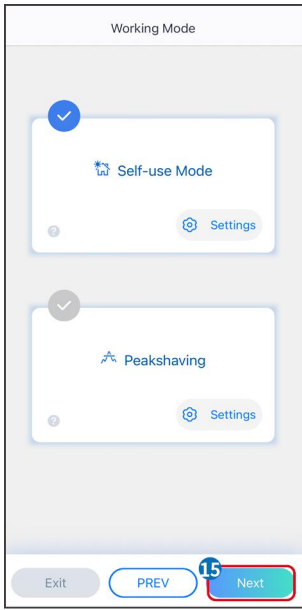 Working Mode
Self-use Mode
?
Settings
Peakshaving
?
Settings
15
Exit
PREV
Next